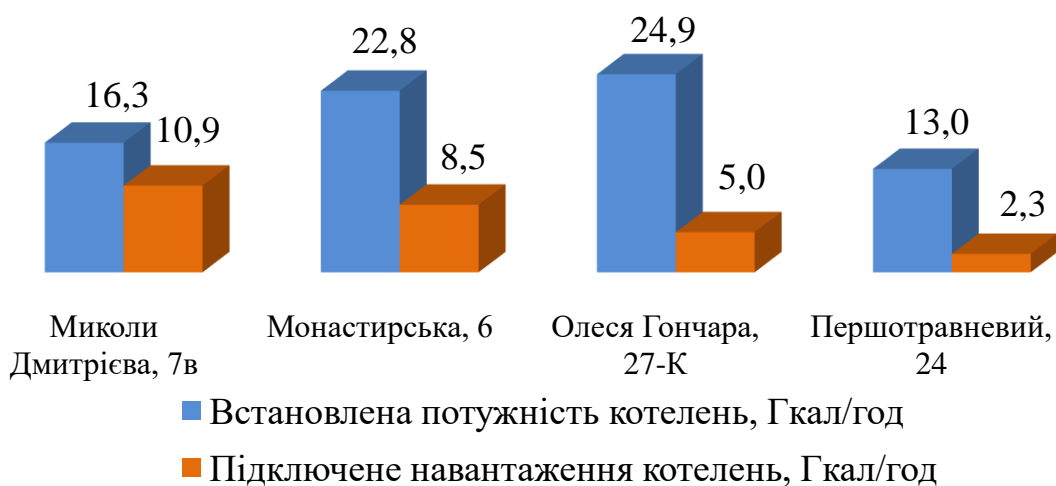 16,3
10,9
22,8
8,5
24,9
5,0
13,0
2,3
Миколи
Дмитрієва, 7в
Монастирська, 6
Олеся Гончара,
27-К
Першотравневий,
24
Встановлена потужність котелень, Гкал/год
Підключене навантаження котелень, Гкал/год